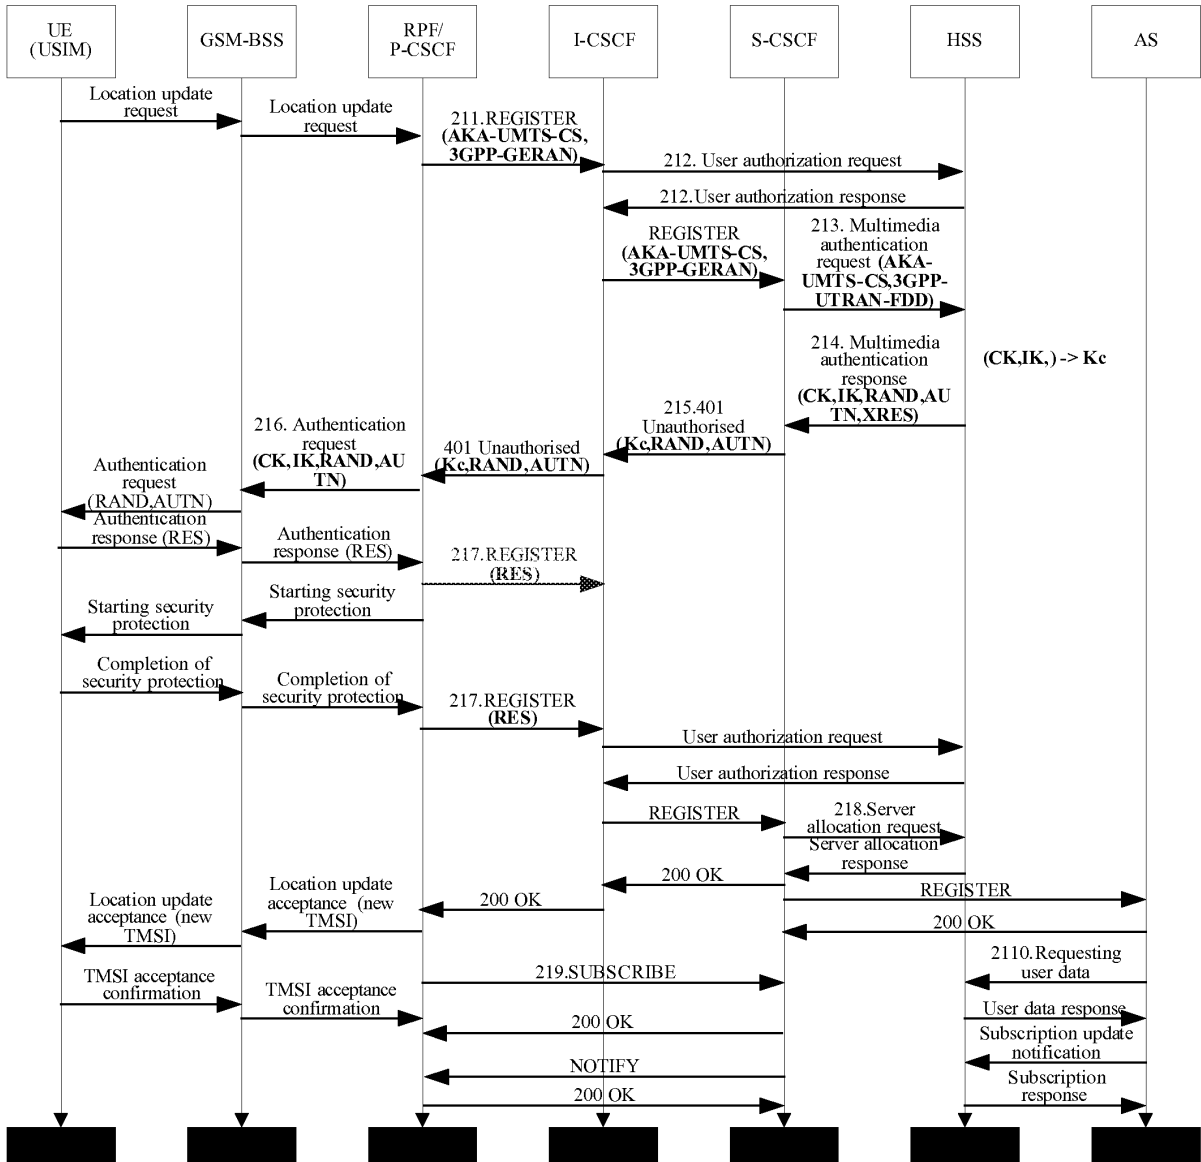 UE
(USIM)
GSM-BSS
RPF/
P-CSCF
I-CSCF
S-CSCF
HSS
AS
Location update
request
Location update
request
211.REGISTER
(AKA-UMTS-CS,
3GPP-GERAN)
212. User authorization request
212.User authorization response
REGISTER
(AKA-UMTS-CS,
3GPP-GERAN)
213. Multimedia
authentication
request (AKA-
UMTS-CS,3GPP-
UTRAN-FDD)
214. Multimedia
authentication
response
(CK,IK,RAND,AU
TN,XRES)
(CK,IK,) -> Kc
215.401
Unauthorised
(Kc,RAND,AUTN)
401 Unauthorised
(Kc,RAND,AUTN)
216. Authentication
request
(CK,IK,RAND,AU
TN)
Authentication
request
(RAND,AUTN)
Authentication
response (RES)
Authentication
response (RES)
217.REGISTER
(RES)
Starting security
protection
Starting security
protection
Completion of
security protection
Completion of
security protection
217.REGISTER
(RES)
User authorization request
User authorization response
REGISTER
218.Server
allocation request
Server allocation
response
200 OK
200 OK
REGISTER
200 OK
Location update
acceptance (new
TMSI)
Location update
acceptance (new
TMSI)
TMSI acceptance
confirmation
TMSI acceptance
confirmation
219.SUBSCRIBE
200 OK
2110.Requesting
user data
User data response
Subscription update
notification
NOTIFY
200 OK
Subscription
response